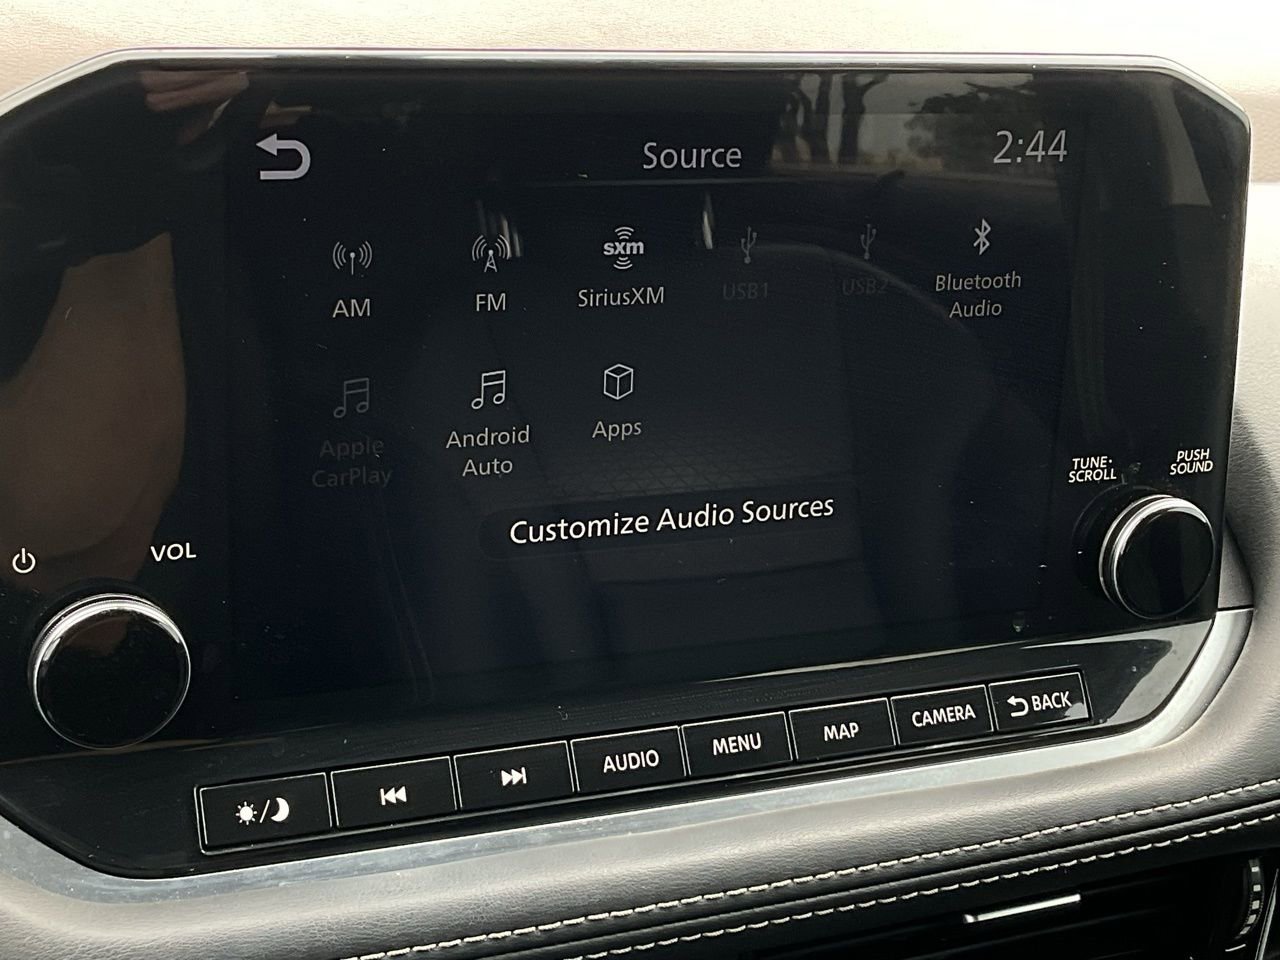 Source
2:44
AM
FM
sxm
SiriusXM
USB1
USB2
Bluetooth
Audio
Apple
CarPlay
Android
Auto
Apps
Customize Audio Sources
VOL
TUNE·
SCROLL
PUSH
SOUND
AUDIO
MENU
MAP
CAMERA
BACK